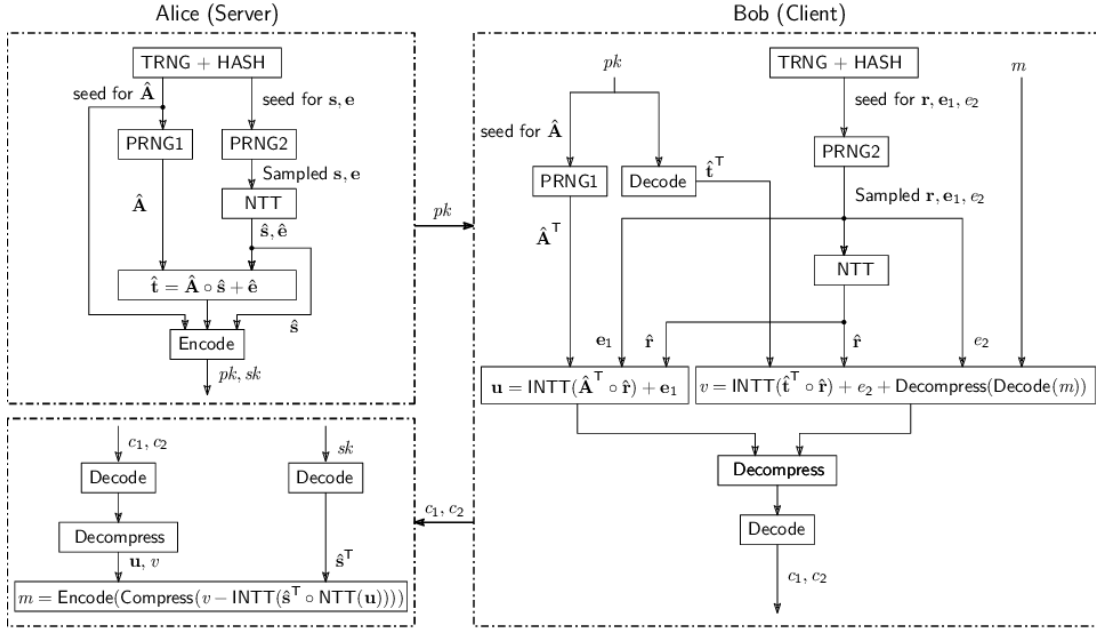 Alice (Server)
TRNG + HASH
seed for Â
seed for s, e
PRNG1
PRNG2
Sampled s, e
NTT
Â
ŝ, ê
t̂ = Â ∘ ŝ + ê
ŝ
Encode
pk, sk
pk
Bob (Client)
pk
TRNG + HASH
m
seed for Â
seed for r, e₁, e₂
PRNG1
Decode
t̂ᵀ
PRNG2
Sampled r, e₁, e₂
Âᵀ
NTT
e₁
r̂
r̂
e₂
u = INTT(Âᵀ ∘ r̂) + e₁
v = INTT(t̂ᵀ ∘ r̂) + e₂ + Decompress(Decode(m))
Decompress
Decode
c₁, c₂
c₁, c₂
c₁, c₂
sk
Decode
Decode
Decompress
u, v
ŝᵀ
m = Encode(Compress(v − INTT(ŝᵀ ∘ NTT(u))))